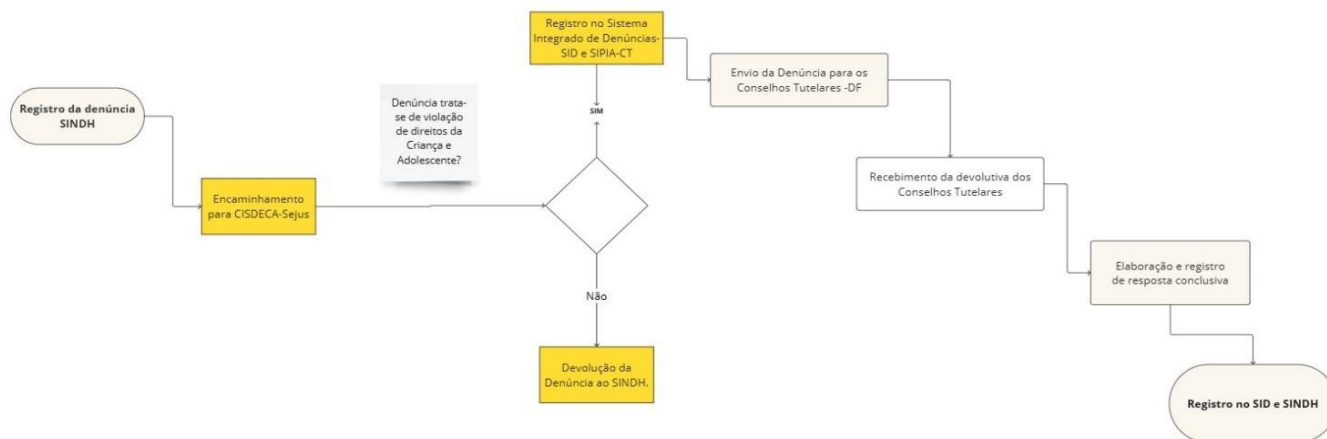 Registro da denúncia
SINDH
Encaminhamento
para CISDECA-Sejus
Denúncia trata-
se de violação
de direitos da
Criança e
Adolescente?
Registro no Sistema
Integrado de Denúncias-
SID e SIPIA-CT
SIM
Não
Devolução da
Denúncia ao SINDH.
Envio da Denúncia para os
Conselhos Tutelares -DF
Recebimento da devolutiva dos
Conselhos Tutelares
Elaboração e registro
de resposta conclusiva
Registro no SID e SINDH